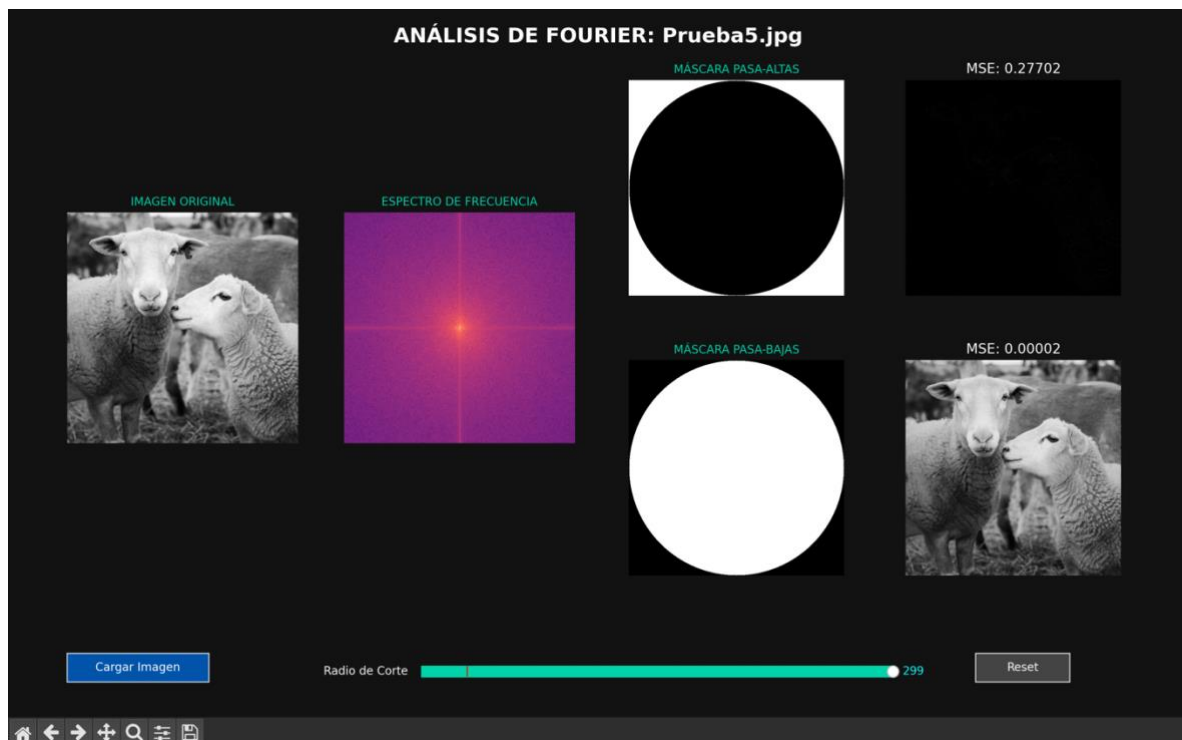 ANÁLISIS DE FOURIER: Prueba5.jpg
MÁSCARA PASA-ALTAS
MSE: 0.27702
IMAGEN ORIGINAL
ESPECTRO DE FRECUENCIA
MÁSCARA PASA-BAJAS
MSE: 0.00002
Cargar Imagen
Radio de Corte
299
Reset